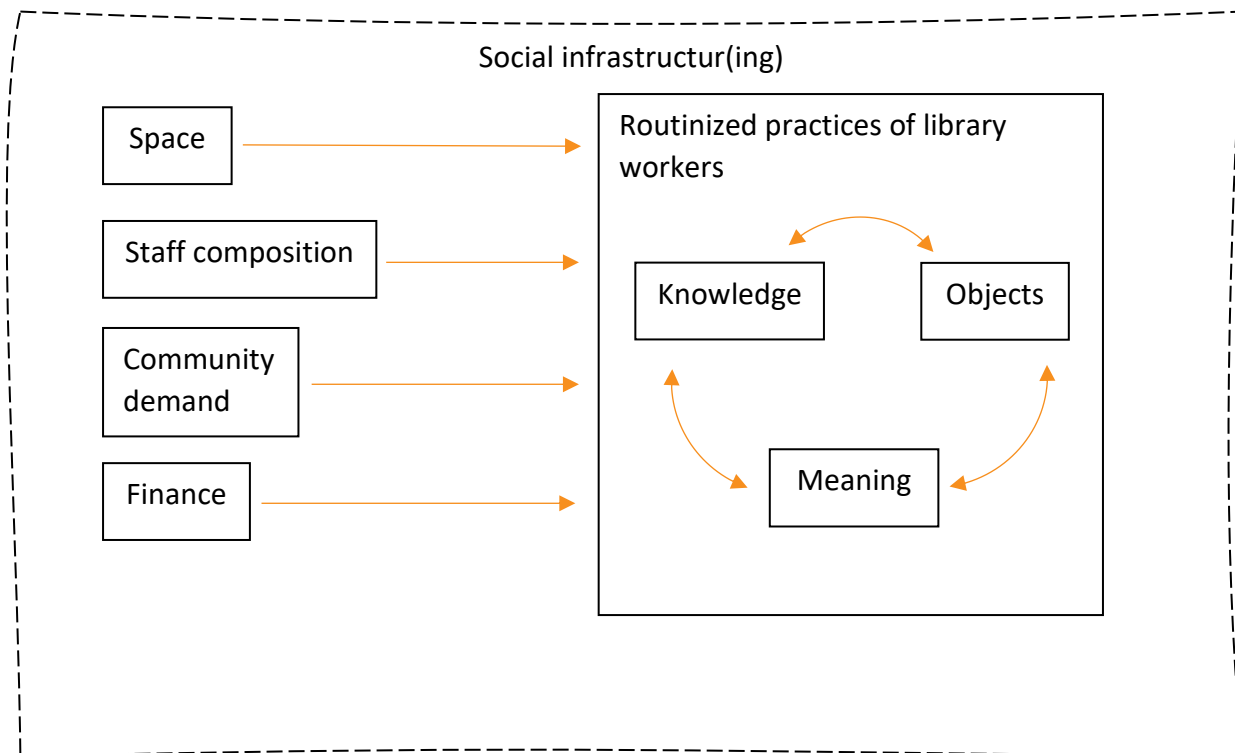 Social infrastructur(ing)
Space
Staff composition
Community
demand
Finance
Routinized practices of library
workers
Knowledge
Objects
Meaning